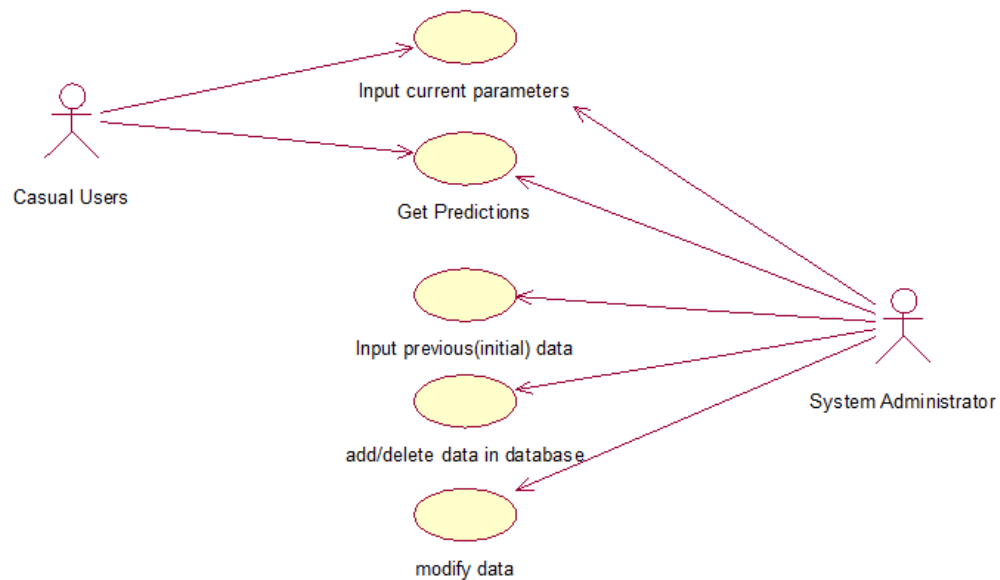 Input current parameters
Casual Users
Get Predictions
Input previous(initial) data
System Administrator
add/delete data in database
modify data